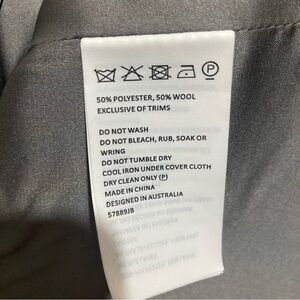 P
50% POLYESTER, 50% WOOL
EXCLUSIVE OF TRIMS
DO NOT WASH
DO NOT BLEACH, RUB, SOAK OR
WRING
DO NOT TUMBLE DRY
COOL IRON UNDER COVER CLOTH
DRY CLEAN ONLY (P)
MADE IN CHINA
DESIGNED IN AUSTRALIA
57889JB